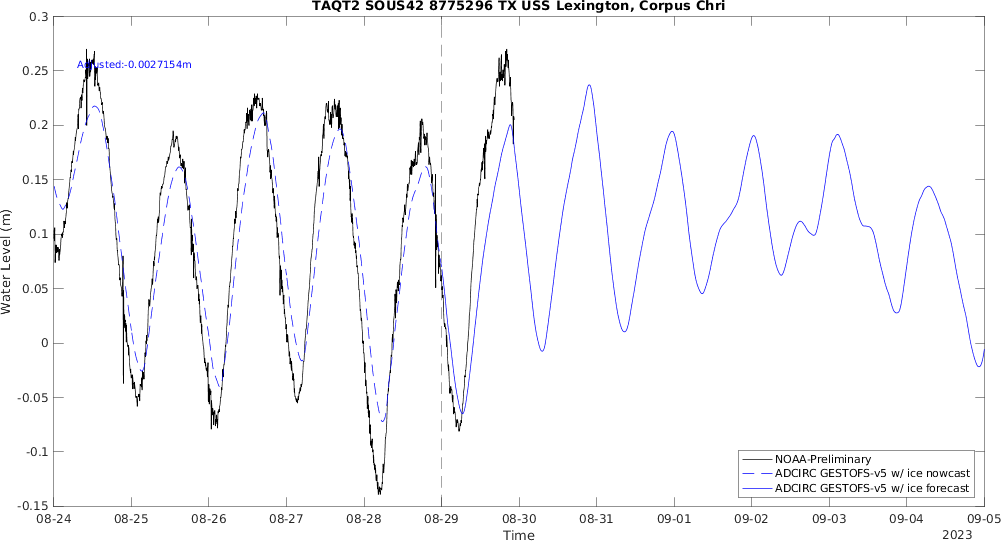 TAQT2 SOUS42 8775296 TX USS Lexington, Corpus Chri
Adjusted:-0.0027154m
0.3
0.25
0.2
0.15
0.1
0.05
0
-0.05
-0.1
-0.15
Water Level (m)
NOAA-Preliminary
ADCIRC GESTOFS-v5 w/ ice nowcast
ADCIRC GESTOFS-v5 w/ ice forecast
08-24 08-25 08-26 08-27 08-28 08-29 08-30 08-31 09-01 09-02 09-03 09-04 09-05
Time
2023